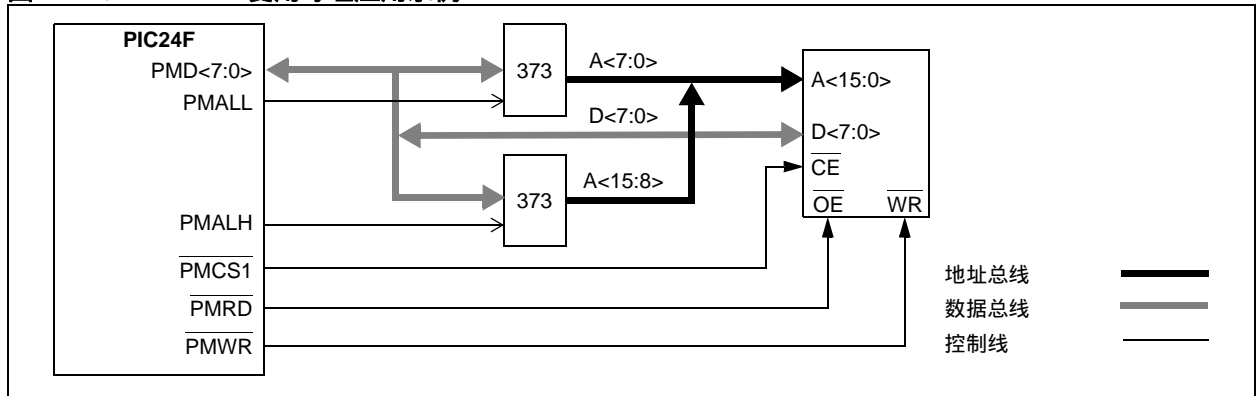 PIC24F
PMD<7:0>
PMALL
PMALH
PMCS1
PMRD
PMWR
373
A<7:0>
D<7:0>
373
A<15:8>
A<15:0>
D<7:0>
CE
OE WR
地址总线
数据总线
控制线